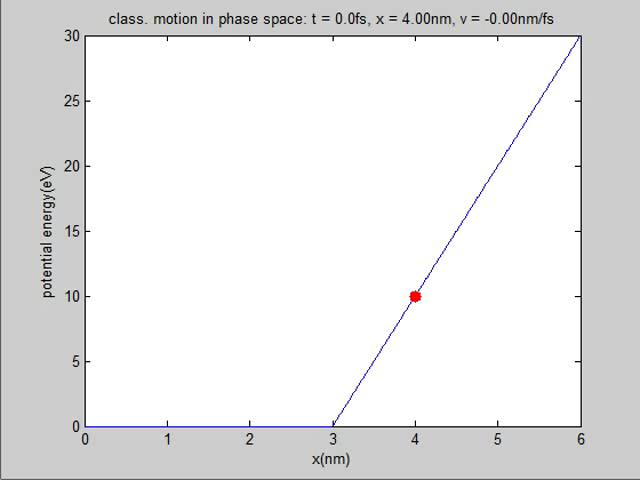 class. motion in phase space: t = 0.0fs, x = 4.00nm, v = -0.00nm/fs
30
25
20
15
10
5
0
potential energy(eV)
0 1 2 3 4 5 6
x(nm)